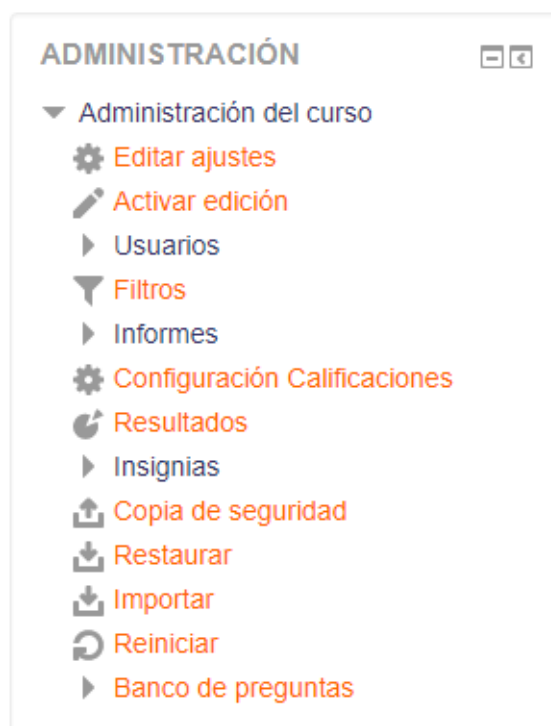 ADMINISTRACIÓN
Administración del curso
Editar ajustes
Activar edición
Usuarios
Filtros
Informes
Configuración Calificaciones
Resultados
Insignias
Copia de seguridad
Restaurar
Importar
Reiniciar
Banco de preguntas